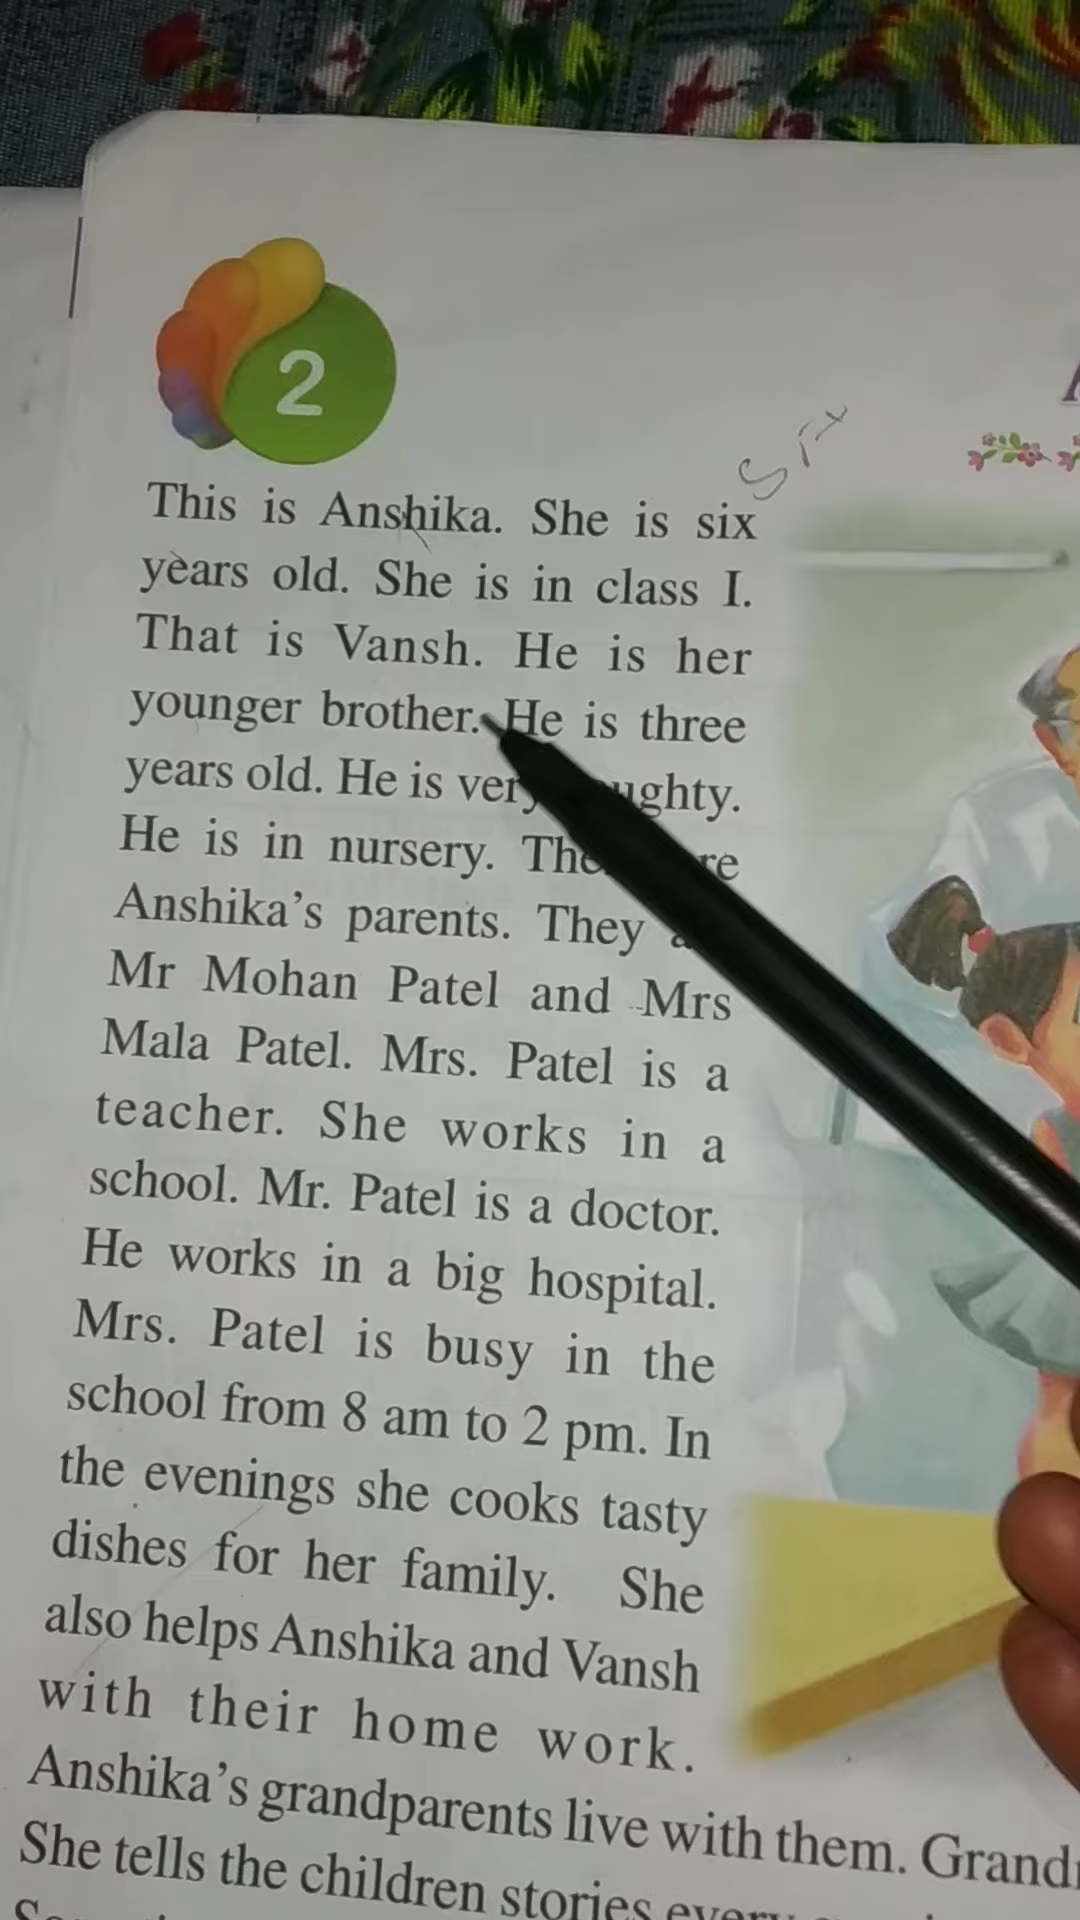 2
six
This is Anshika. She is six
years old. She is in class I.
That is Vansh. He is her
younger brother. He is three
years old. He is very
He is in nursery.
Anshika's parents. They
Mr Mohan Patel and Mrs
Mala Patel. Mrs. Patel is a
teacher. She works in a
school. Mr. Patel is a doctor.
He works in a big hospital.
Mrs. Patel is busy in the
school from 8 am to 2 pm. In
the evenings she cooks tasty
dishes for her family. She
also helps Anshika and Vansh
with their home work.
Anshika's grandparents live with them.
She tells the children stories every